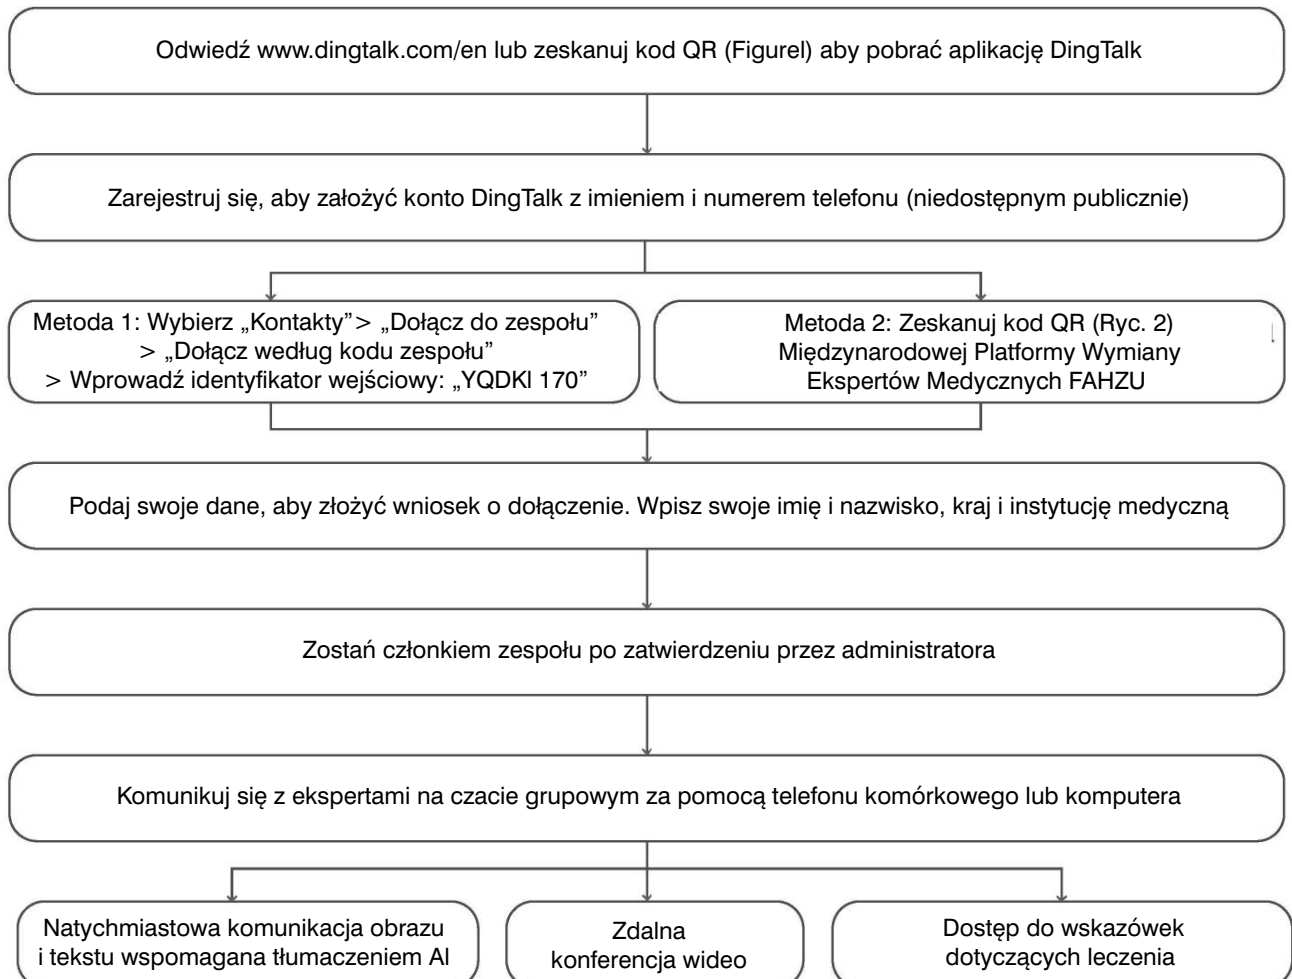 Odwiedź www.dingtalk.com/en lub zeskanuj kod QR (Figurel) aby pobrać aplikację DingTalk
Zarejestruj się, aby założyć konto DingTalk z imieniem i numerem telefonu (niedostępnym publicznie)
Metoda 1: Wybierz „Kontakty”> „Dołącz do zespołu”
> „Dołącz według kodu zespołu”
> Wprowadź identyfikator wejściowy: „YQDKl 170”
Metoda 2: Zeskanuj kod QR (Ryc. 2)
Międzynarodowej Platformy Wymiany
Ekspertów Medycznych FAHZU
Podaj swoje dane, aby złożyć wniosek o dołączenie. Wpisz swoje imię i nazwisko, kraj i instytucję medyczną
Zostań członkiem zespołu po zatwierdzeniu przez administratora
Komunikuj się z ekspertami na czacie grupowym za pomocą telefonu komórkowego lub komputera
Natychmiastowa komunikacja obrazu
i tekstu wspomagana tłumaczeniem AI
Zdalna
konferencja wideo
Dostęp do wskazówek
dotyczących leczenia